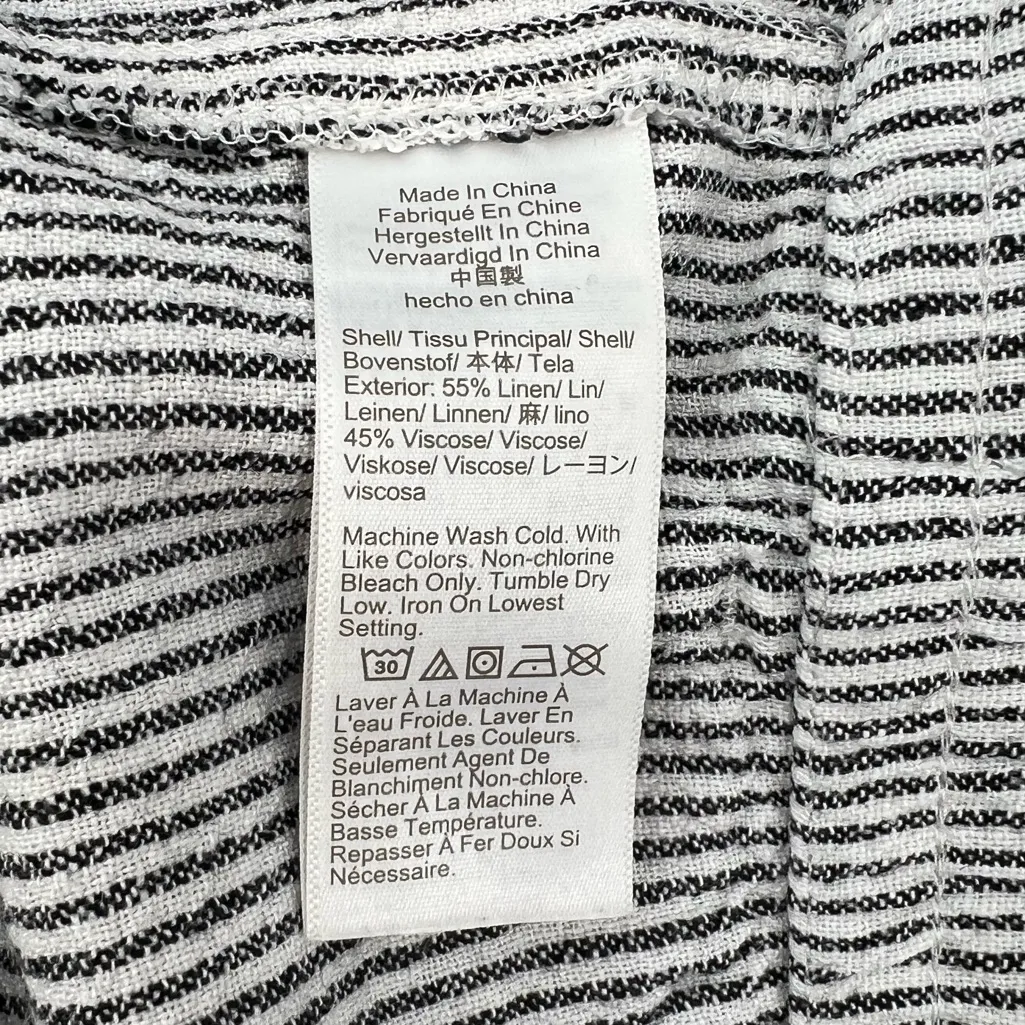 Made In China
Fabriqué En Chine
Hergestellt In China
Vervaardigd In China
中国製
hecho en china
Shell/ Tissu Principal/ Shell/
Bovenstof/ 本体/ Tela
Exterior: 55% Linen/ Lin/
Leinen/ Linnen/ 麻/ lino
45% Viscose/ Viscose/
Viskose/ Viscose/ レーヨン/
viscosa
Machine Wash Cold. With
Like Colors. Non-chlorine
Bleach Only. Tumble Dry
Low. Iron On Lowest
Setting.
30
Laver À La Machine À
L'eau Froide. Laver En
Séparant Les Couleurs.
Seulement Agent De
Blanchiment Non-chlore.
Sécher À La Machine À
Basse Température.
Repasser À Fer Doux Si
Nécessaire.